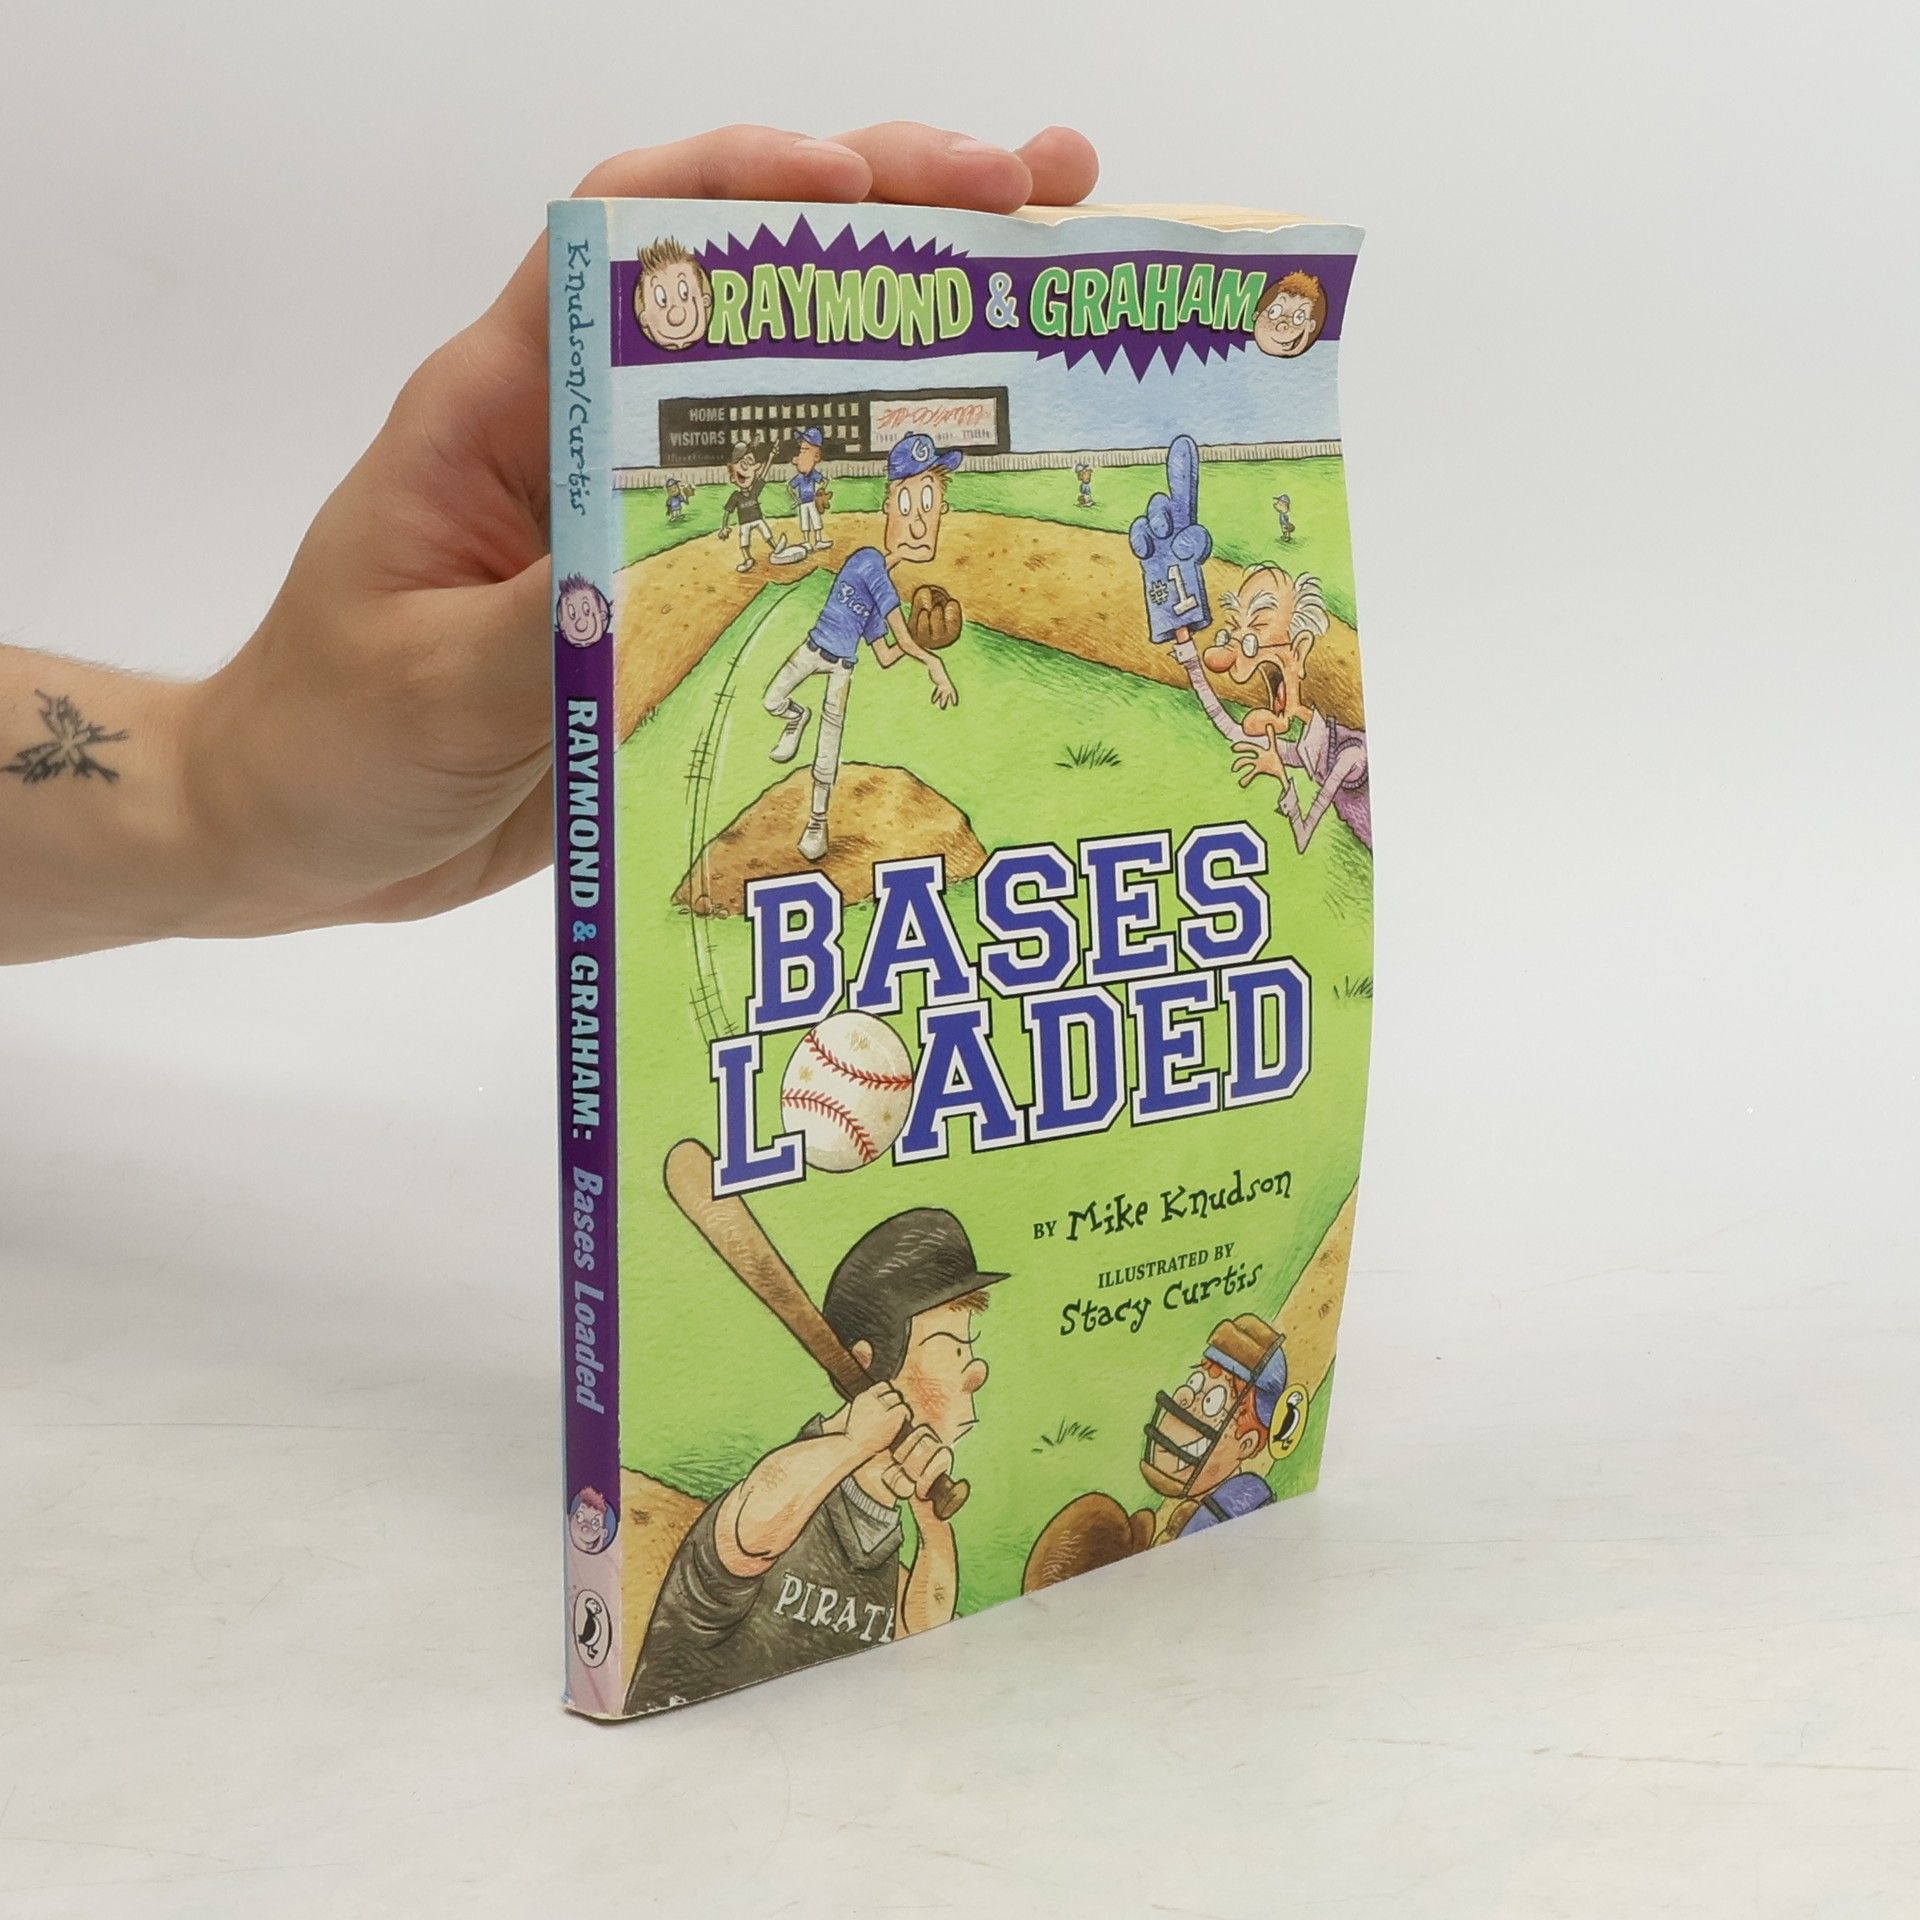 Knudson/Curtis
RAYMOND & GRAHAM: Bases Loaded
RAYMOND & GRAHAM
HOME
VISITORS
G
#1
BASES
LOADED
BY Mike Knudson
ILLUSTRATED BY
Stacy Curtis
PIRAT